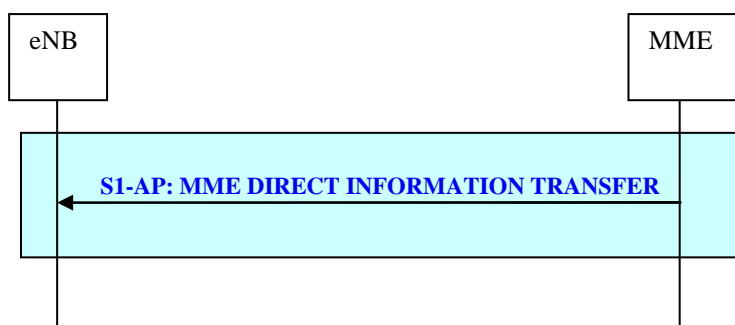 eNB
MME
S1-AP: MME DIRECT INFORMATION TRANSFER